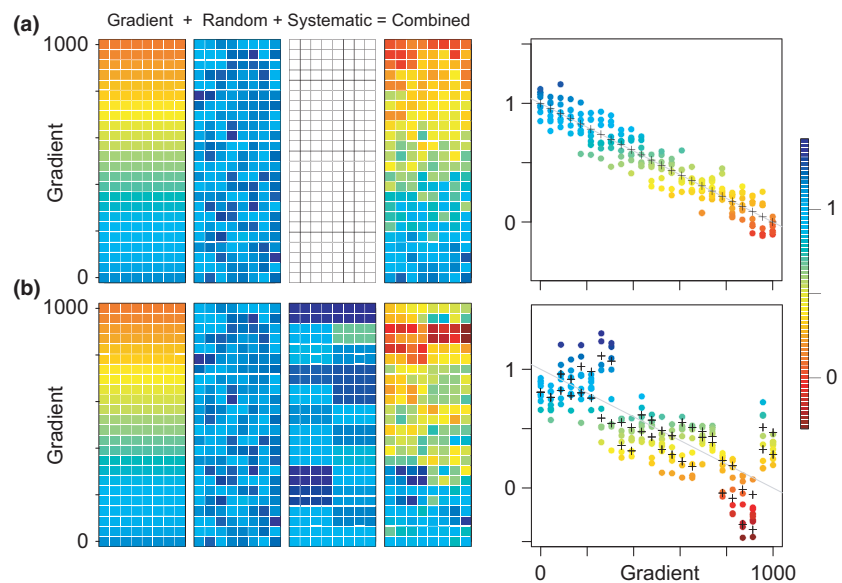 Gradient + Random + Systematic = Combined
(a)
1000
Gradient
0
1
0
(b)
1000
Gradient
0
1
0
0
Gradient
1000
1
0